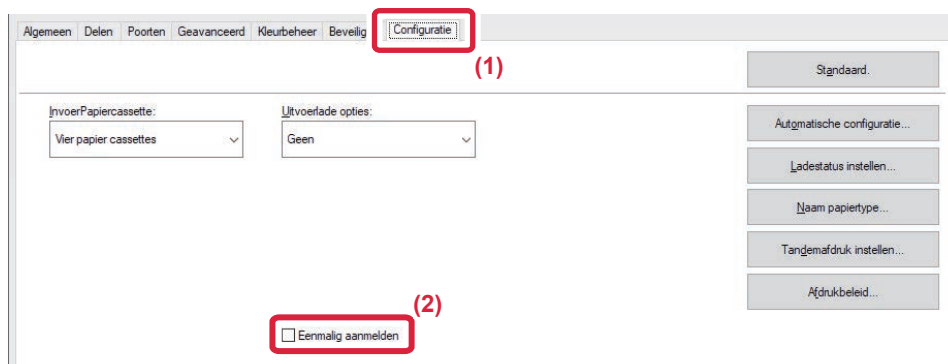 Algemeen Delen Poorten Geavanceerd Kleurbeheer Beveilig Configuratie
(1)
Standaard.
InvoerPapiercassette:
Uitvoerlade opties:
Vier papier cassettes
Geen
Automatische configuratie...
Ladestatus instellen...
Naam papiertype...
Tandemafdruk instellen...
Afdrukbeleid...
(2)
Eenmalig aanmelden